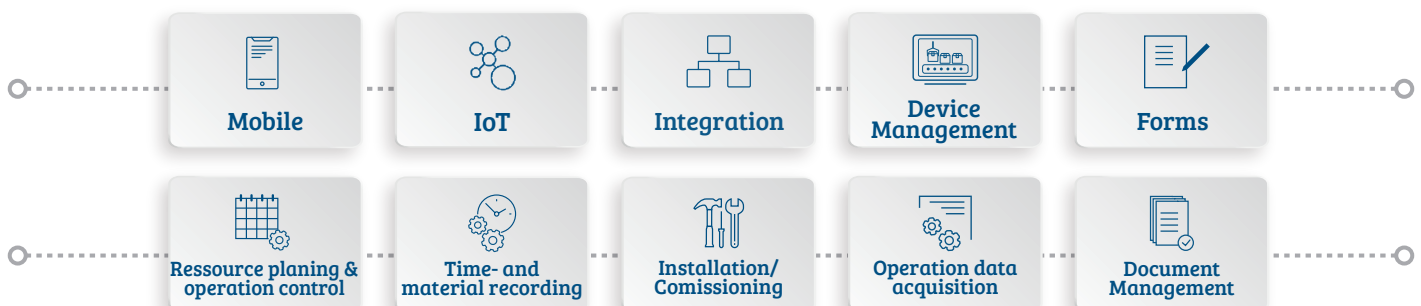 Mobile
IoT
Integration
Device
Management
Forms
Ressource planing &
operation control
Time- and
material recording
Installation/
Comissioning
Operation data
acquisition
Document
Management